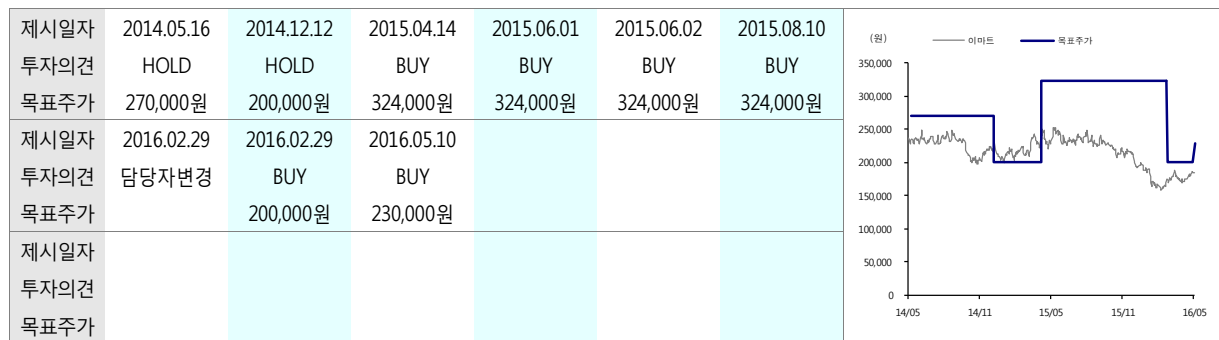 제시일자 2014.05.16 2014.12.12 2015.04.14 2015.06.01 2015.06.02 2015.08.10
투자의견 HOLD HOLD BUY BUY BUY BUY
목표주가 270,000원 200,000원 324,000원 324,000원 324,000원 324,000원
제시일자 2016.02.29 2016.02.29 2016.05.10
투자의견 담당자변경 BUY BUY
목표주가 200,000원 230,000원
제시일자
투자의견
목표주가
(원) 이마트 목표주가
350,000
300,000
250,000
200,000
150,000
100,000
50,000
0
14/05 14/11 15/05 15/11 16/05